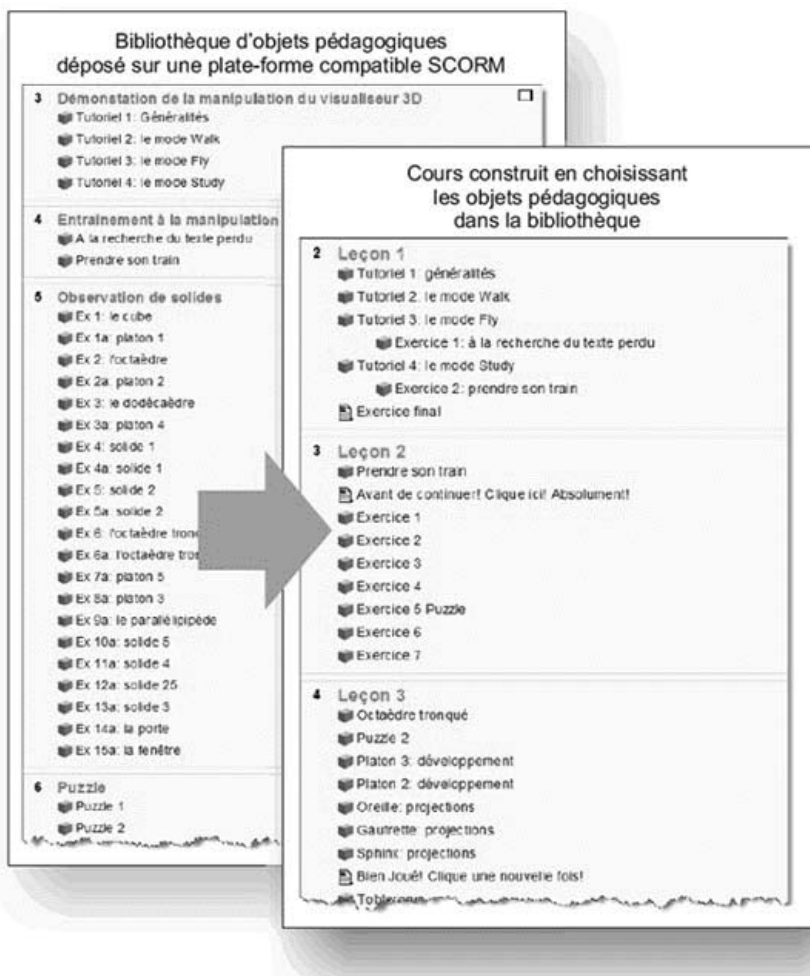 Bibliothèque d'objets pédagogiques
déposé sur une plate-forme compatible SCORM
3 Démonstation de la manipulation du visualiseur 3D
Tutoriel 1: Généralités
Tutoriel 2: le mode Walk
Tutoriel 3: le mode Fly
Tutoriel 4: le mode Study
4 Entraînement à la manipulation
A la recherche du texte perdu
Prendre son train
5 Observation de solides
Ex 1: le cube
Ex 1a: platon 1
Ex 2: l'octaèdre
Ex 2a: platon 2
Ex 3: le dodécaèdre
Ex 3a: platon 4
Ex 4: solide 1
Ex 4a: solide 1
Ex 5: solide 2
Ex 5a: solide 2
Ex 6: l'octaèdre
Ex 6a: l'octaèdre
Ex 7a: platon 5
Ex 8a: platon 3
Ex 9a: le parallélipipède
Ex 10a: solide 5
Ex 11a: solide 4
Ex 12a: solide 25
Ex 13a: solide 3
Ex 14a: la porte
Ex 15a: la fenêtre
6 Puzzle
Puzzle 1
Puzzle 2
Cours construit en choisissant
les objets pédagogiques
dans la bibliothèque
2 Leçon 1
Tutoriel 1: généralités
Tutoriel 2: le mode Walk
Tutoriel 3: le mode Fly
Exercice 1: à la recherche du texte perdu
Tutoriel 4: le mode Study
Exercice 2: prendre son train
Exercice final
3 Leçon 2
Prendre son train
Avant de continuer! Clique ici! Absolument!
Exercice 1
Exercice 2
Exercice 3
Exercice 4
Exercice 5 Puzzle
Exercice 6
Exercice 7
4 Leçon 3
Octaèdre tronqué
Puzzle 2
Platon 3: développement
Platon 2: développement
Oreille: projections
Gautrette: projections
Sphinx: projections
Bien Joué! Clique une nouvelle fois!